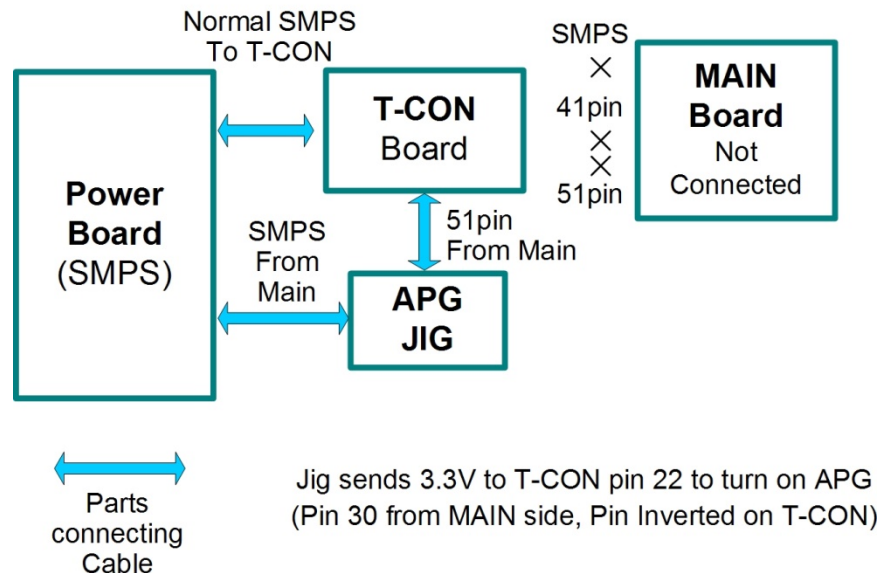 Normal SMPS
To T-CON
Power
Board
(SMPS)
T-CON
Board
SMPS
41pin
51pin
MAIN
Board
Not
Connected
SMPS
From
Main
51pin
From Main
APG
JIG
Parts
connecting
Cable
Jig sends 3.3V to T-CON pin 22 to turn on APG
(Pin 30 from MAIN side, Pin Inverted on T-CON)